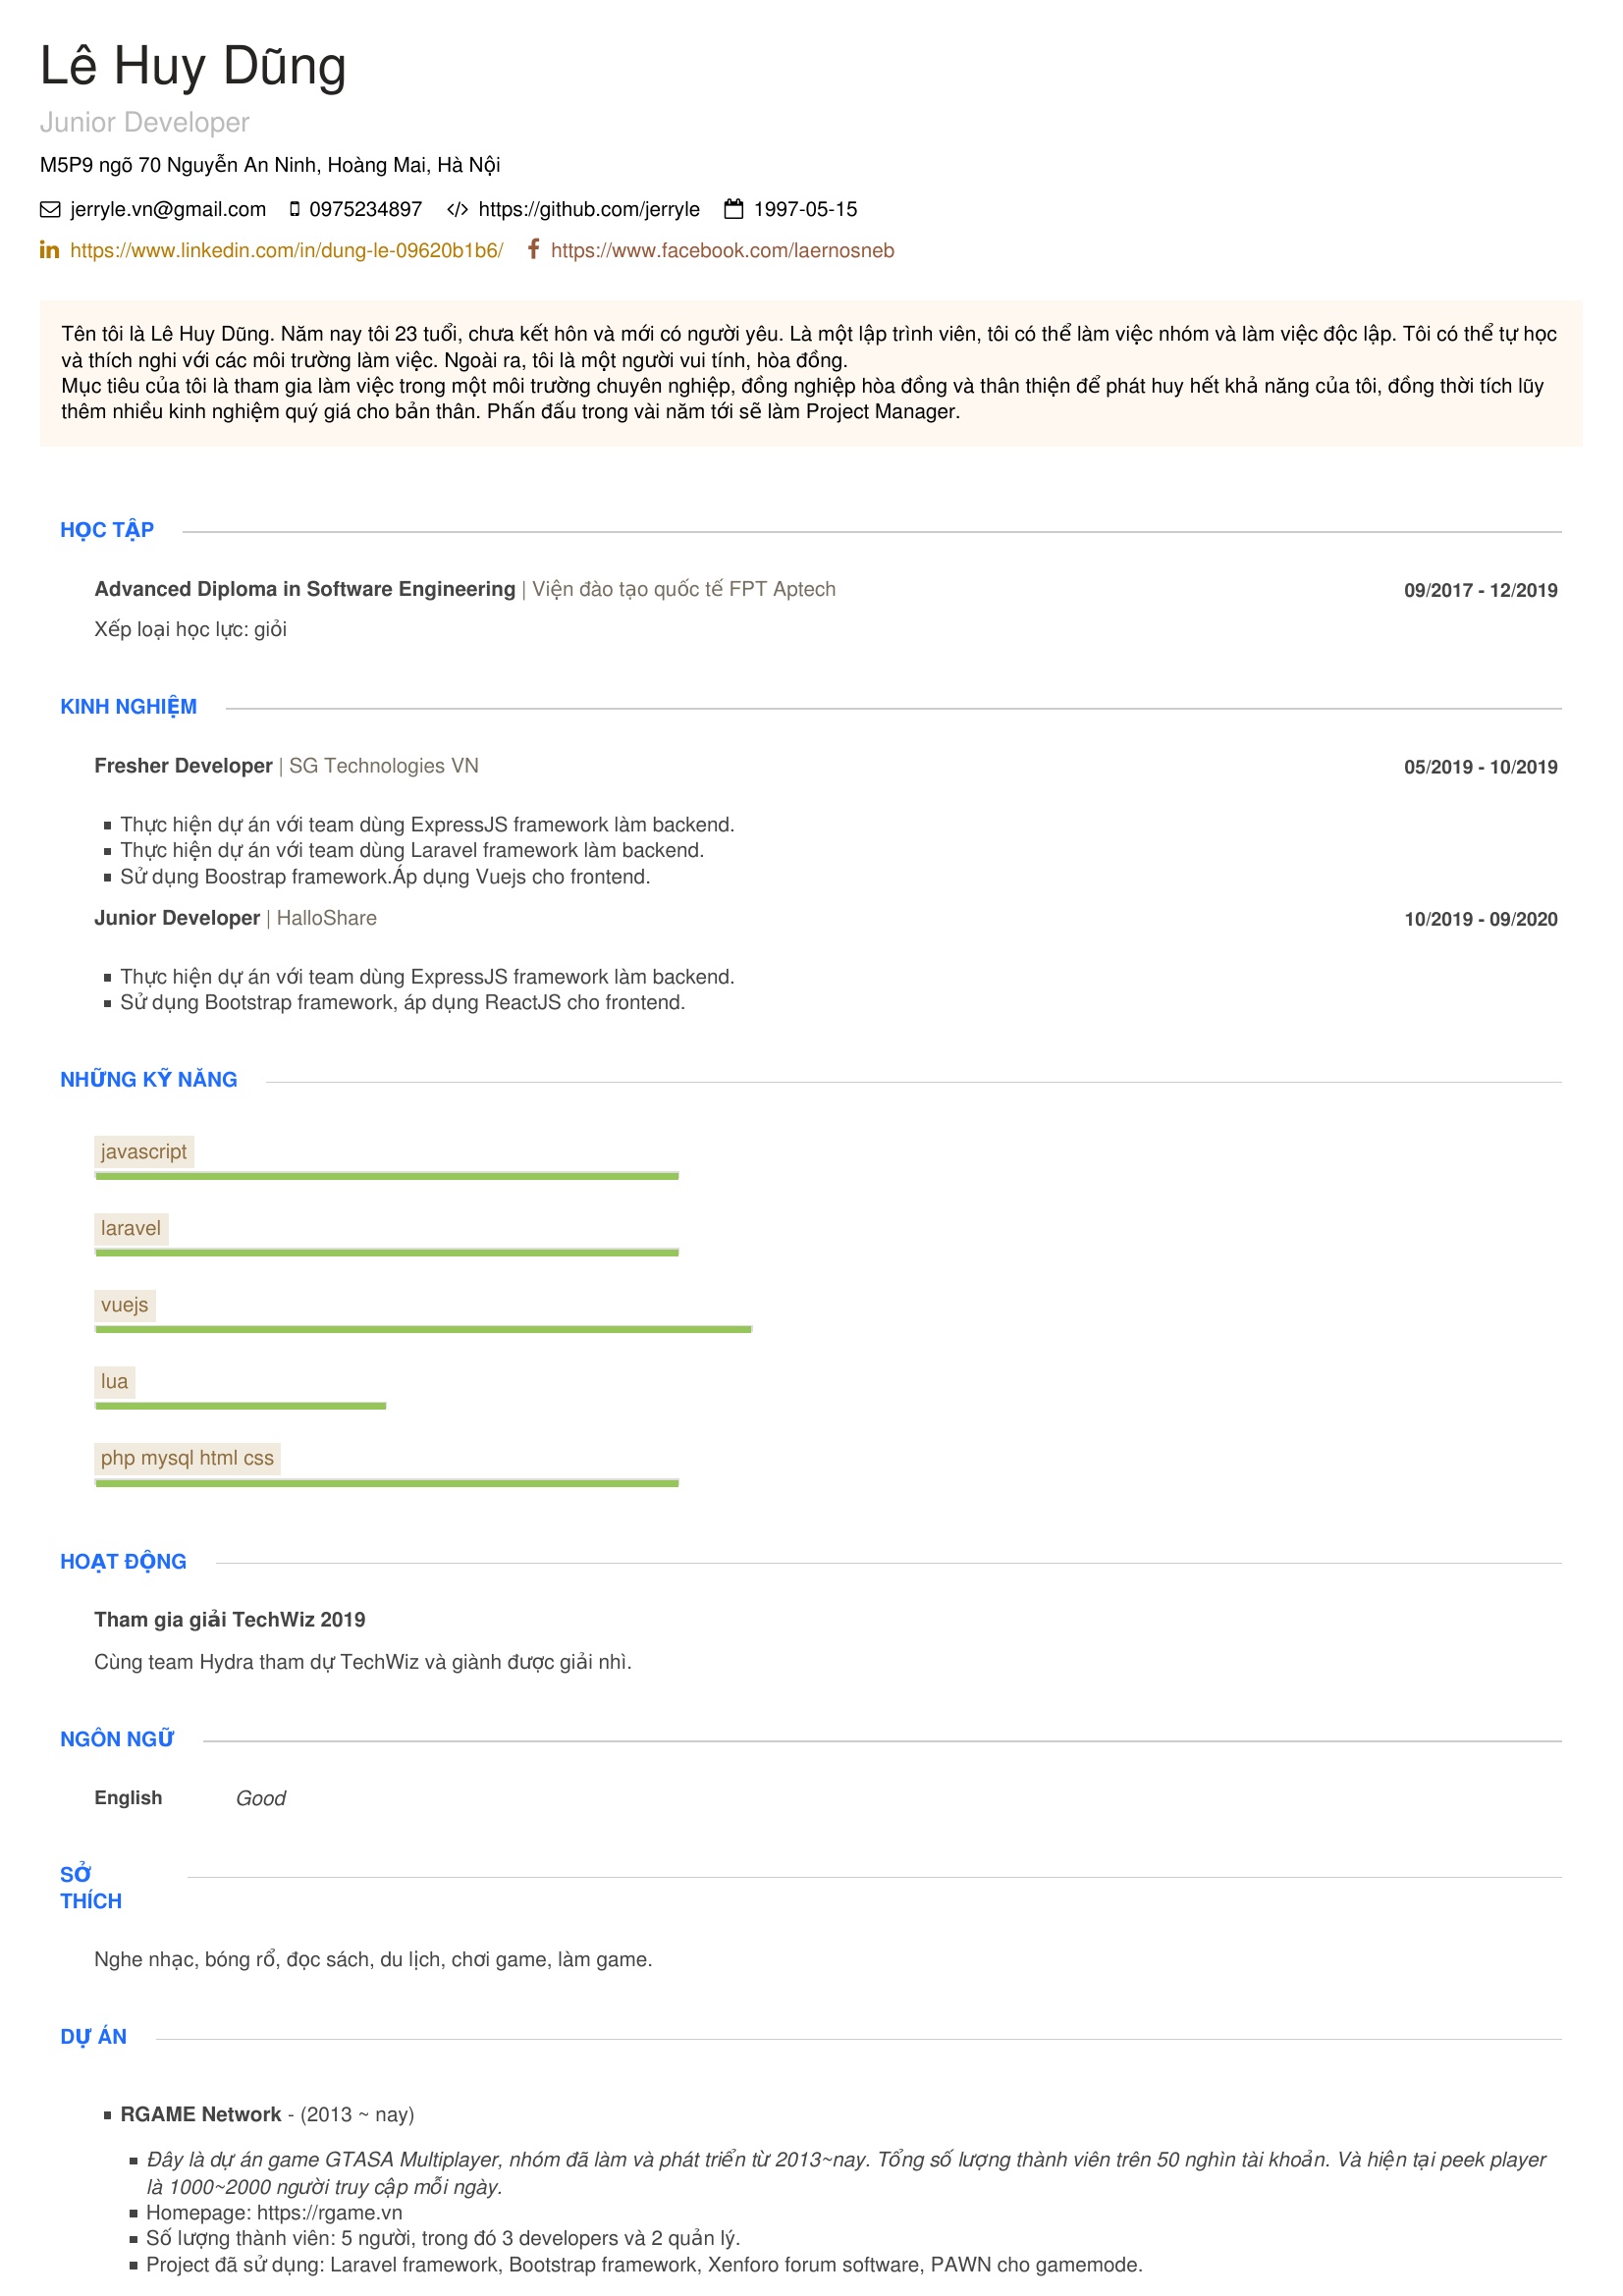 Lê Huy Dũng
Junior Developer
M5P9 ngõ 70 Nguyễn An Ninh, Hoàng Mai, Hà Nội
jerryle.vn@gmail.com 0975234897 </> https://github.com/jerryle 1997-05-15
in https://www.linkedin.com/in/dung-le-09620b1b6/ f https://www.facebook.com/laernosneb
Tên tôi là Lê Huy Dũng. Năm nay tôi 23 tuổi, chưa kết hôn và mới có người yêu. Là một lập trình viên, tôi có thể làm việc nhóm và làm việc độc lập. Tôi có thể tự học
và thích nghi với các môi trường làm việc. Ngoài ra, tôi là một người vui tính, hòa đồng.
Mục tiêu của tôi là tham gia làm việc trong một môi trường chuyên nghiệp, đồng nghiệp hòa đồng và thân thiện để phát huy hết khả năng của tôi, đồng thời tích lũy
thêm nhiều kinh nghiệm quý giá cho bản thân. Phấn đấu trong vài năm tới sẽ làm Project Manager.
HỌC TẬP
Advanced Diploma in Software Engineering | Viện đào tạo quốc tế FPT Aptech 09/2017 - 12/2019
Xếp loại học lực: giỏi
KINH NGHIỆM
Fresher Developer | SG Technologies VN 05/2019 - 10/2019
Thực hiện dự án với team dùng ExpressJS framework làm backend.
Thực hiện dự án với team dùng Laravel framework làm backend.
Sử dụng Boostrap framework.Áp dụng Vuejs cho frontend.
Junior Developer | HalloShare 10/2019 - 09/2020
Thực hiện dự án với team dùng ExpressJS framework làm backend.
Sử dụng Bootstrap framework, áp dụng ReactJS cho frontend.
NHỮNG KỸ NĂNG
javascript
laravel
vuejs
lua
php mysql html css
HOẠT ĐỘNG
Tham gia giải TechWiz 2019
Cùng team Hydra tham dự TechWiz và giành được giải nhì.
NGÔN NGỮ
English Good
SỞ
THÍCH
Nghe nhạc, bóng rổ, đọc sách, du lịch, chơi game, làm game.
DỰ ÁN
RGAME Network - (2013 ~ nay)
Đây là dự án game GTASA Multiplayer, nhóm đã làm và phát triển từ 2013~nay. Tổng số lượng thành viên trên 50 nghìn tài khoản. Và hiện tại peek player
là 1000~2000 người truy cập mỗi ngày.
Homepage: https://rgame.vn
Số lượng thành viên: 5 người, trong đó 3 developers và 2 quản lý.
Project đã sử dụng: Laravel framework, Bootstrap framework, Xenforo forum software, PAWN cho gamemode.